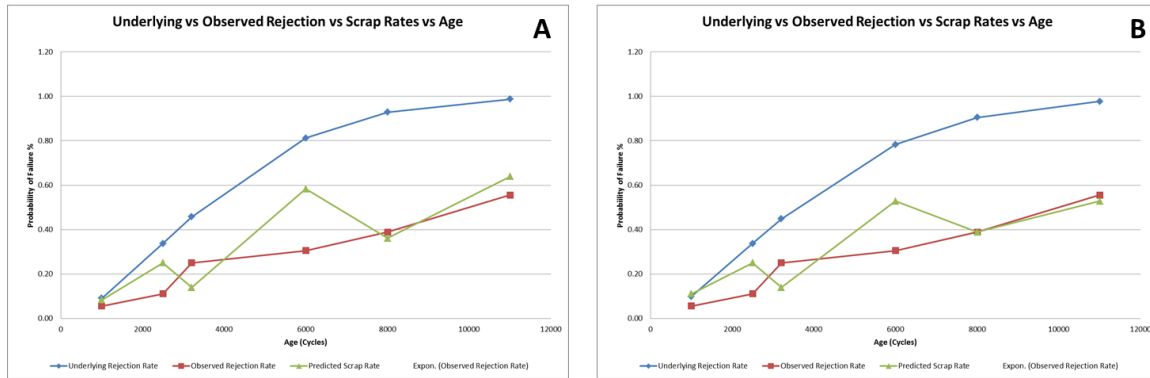 Underlying vs Observed Rejection vs Scrap Rates vs Age
A
1.20
1.00
0.80
0.60
0.40
0.20
0.00
Probability of Failure %
0
2000
4000
6000
8000
10000
12000
Age (Cycles)
Underlying Rejection Rate
Observed Rejection Rate
Predicted Scrap Rate
Expon. (Observed Rejection Rate)
Underlying vs Observed Rejection vs Scrap Rates vs Age
B
1.20
1.00
0.80
0.60
0.40
0.20
0.00
Probability of Failure %
0
2000
4000
6000
8000
10000
12000
Age (Cycles)
Underlying Rejection Rate
Observed Rejection Rate
Predicted Scrap Rate
Expon. (Observed Rejection Rate)